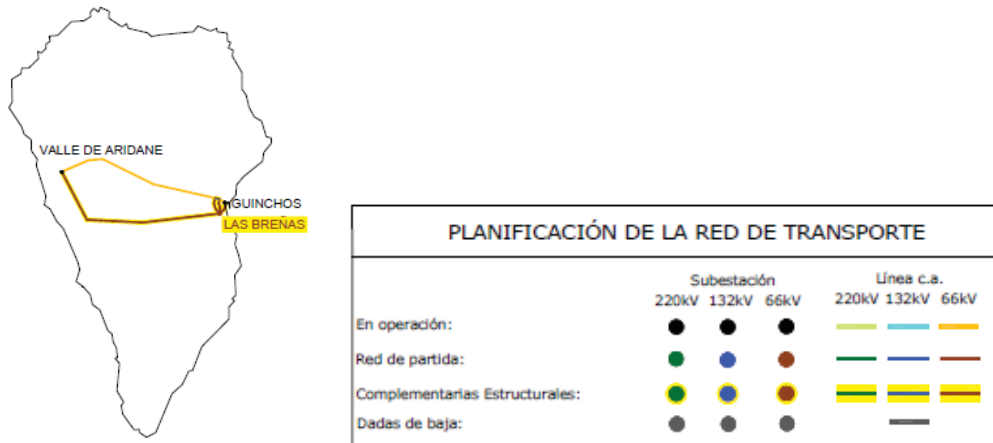 VALLE DE ARIDANE
GUINCHOS
LAS BREÑAS
PLANIFICACIÓN DE LA RED DE TRANSPORTE
Subestación Línea c.a.
220kV 132kV 66kV 220kV 132kV 66kV
En operación:
Red de partida:
Complementarias Estructurales:
Dadas de baja: